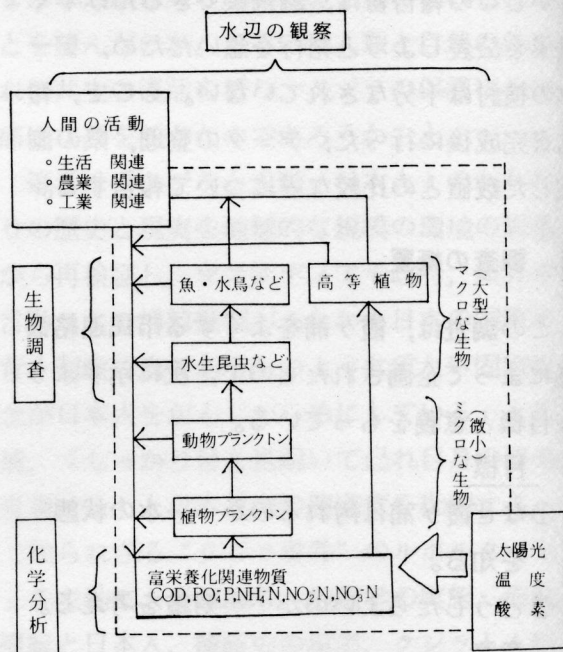 水辺の観察
人間の活動
○生活 関連
○農業 関連
○工業 関連
魚・水鳥など
高等植物
水生昆虫など
動物プランクトン
植物プランクトン
富栄養化関連物質
COD,PO₄-P,NH₄-N,NO₂-N,NO₃-N
生物調査
化学分析
(大型)
マクロな生物
(微小)
ミクロな生物
太陽光
温度
酸素